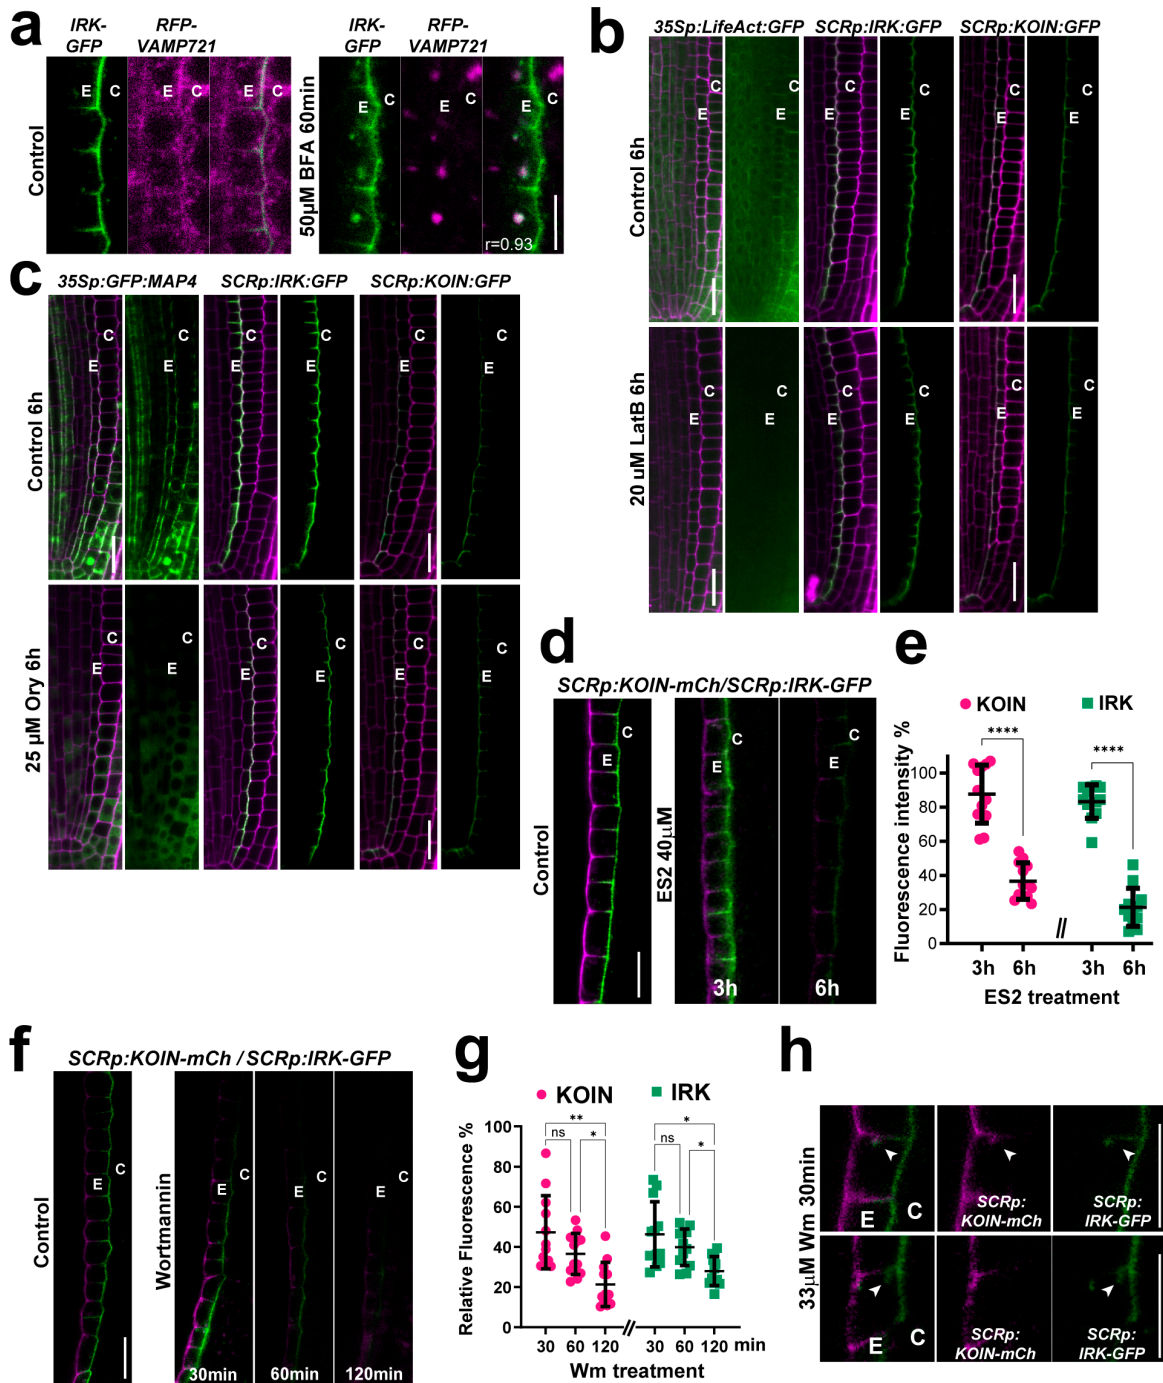 a
IRK-
GFP
RFP-
VAMP721
IRK-
GFP
RFP-
VAMP721
Control
E C
E C
E C
50µM BFA 60min
E C
E C
E C
r=0.93
b
35Sp:LifeAct:GFP SCRp:IRK:GFP SCRp:KOIN:GFP
Control 6h
C
E
E
C
E
E
C
E
E
20 uM LatB 6h
C
E
C
E
C
E
C
E
C
E
C
E
c
35Sp:GFP:MAP4 SCRp:IRK:GFP SCRp:KOIN:GFP
Control 6h
C
E
C
E
C
E
C
E
C
E
C
E
25 µM Ory 6h
C
E
C
E
C
E
C
E
C
E
C
E
d
SCRp:KOIN-mCh/SCRp:IRK-GFP
Control
C
E
ES2 40µM
C
E
3h
C
E
6h
e
KOIN IRK
Fluorescence intensity %
**** ****
100
80
60
40
20
0
3h 6h // 3h 6h
ES2 treatment
f
SCRp:KOIN-mCh / SCRp:IRK-GFP
Control
C
E
Wortmannin
C
E
30min
C
E
60min
C
E
120min
g
KOIN IRK
Relative Fluorescence %
** *
ns * ns *
100
80
60
40
20
0
30 60 120 // 30 60 120 min
Wm treatment
h
33µM Wm 30min
E C
SCRp:
KOIN-mCh
SCRp:
IRK-GFP
E C
SCRp:
KOIN-mCh
SCRp:
IRK-GFP